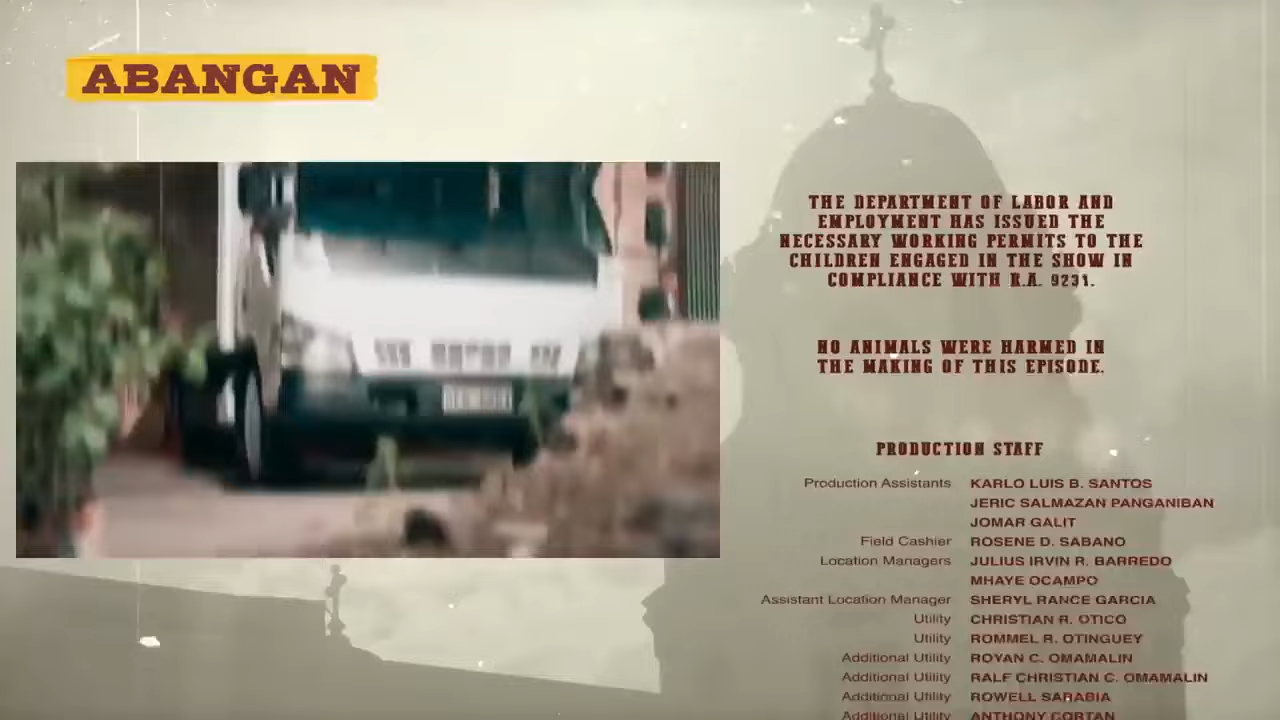 ABANGAN
THE DEPARTMENT OF LABOR AND
EMPLOYMENT HAS ISSUED THE
NECESSARY WORKING PERMITS TO THE
CHILDREN ENGAGED IN THE SHOW IN
COMPLIANCE WITH R.A. 9231.
NO ANIMALS WERE HARMED IN
THE MAKING OF THIS EPISODE.
PRODUCTION STAFF
Production Assistants KARLO LUIS B. SANTOS
JERIC SALMAZAN PANGANIBAN
JOMAR GALIT
Field Cashier ROSENE D. SABANO
Location Managers JULIUS IRVIN R. BARREDO
MHAYE OCAMPO
Assistant Location Manager SHERYL RANCE GARCIA
Utility CHRISTIAN R. OTICO
Utility ROMMEL R. OTINGUEY
Additional Utility ROYAN C. OMAMALIN
Additional Utility RALF CHRISTIAN C. OMAMALIN
Additional Utility ROWELL SARABIA
Additional Utility ANTHONY GORTAN